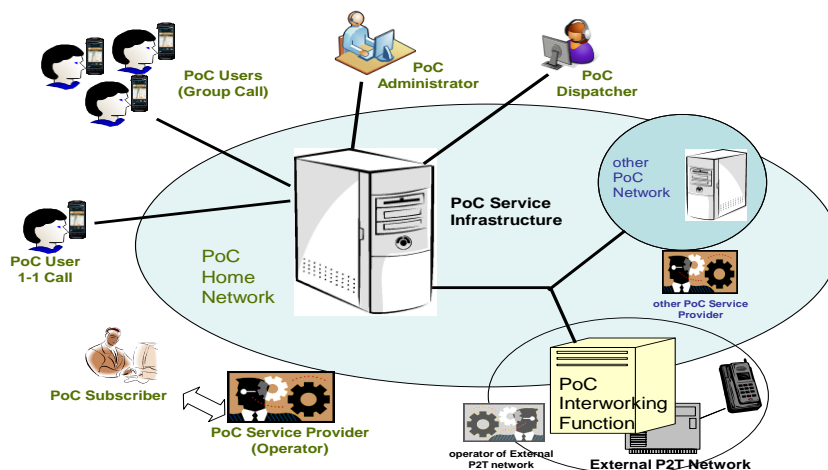 PoC Users
(Group Call)
PoC
Administrator
PoC
Dispatcher
other
PoC
Network
PoC Service
Infrastructure
PoC
Home
Network
PoC User
1-1 Call
other PoC Service
Provider
PoC Subscriber
PoC Service Provider
(Operator)
PoC
Interworking
Function
operator of External
P2T network
External P2T Network